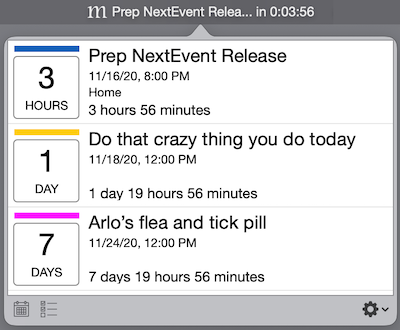 m Prep NextEvent Relea... in 0:03:56
3
HOURS
Prep NextEvent Release
11/16/20, 8:00 PM
Home
3 hours 56 minutes
1
DAY
Do that crazy thing you do today
11/18/20, 12:00 PM
1 day 19 hours 56 minutes
7
DAYS
Arlo’s flea and tick pill
11/24/20, 12:00 PM
7 days 19 hours 56 minutes